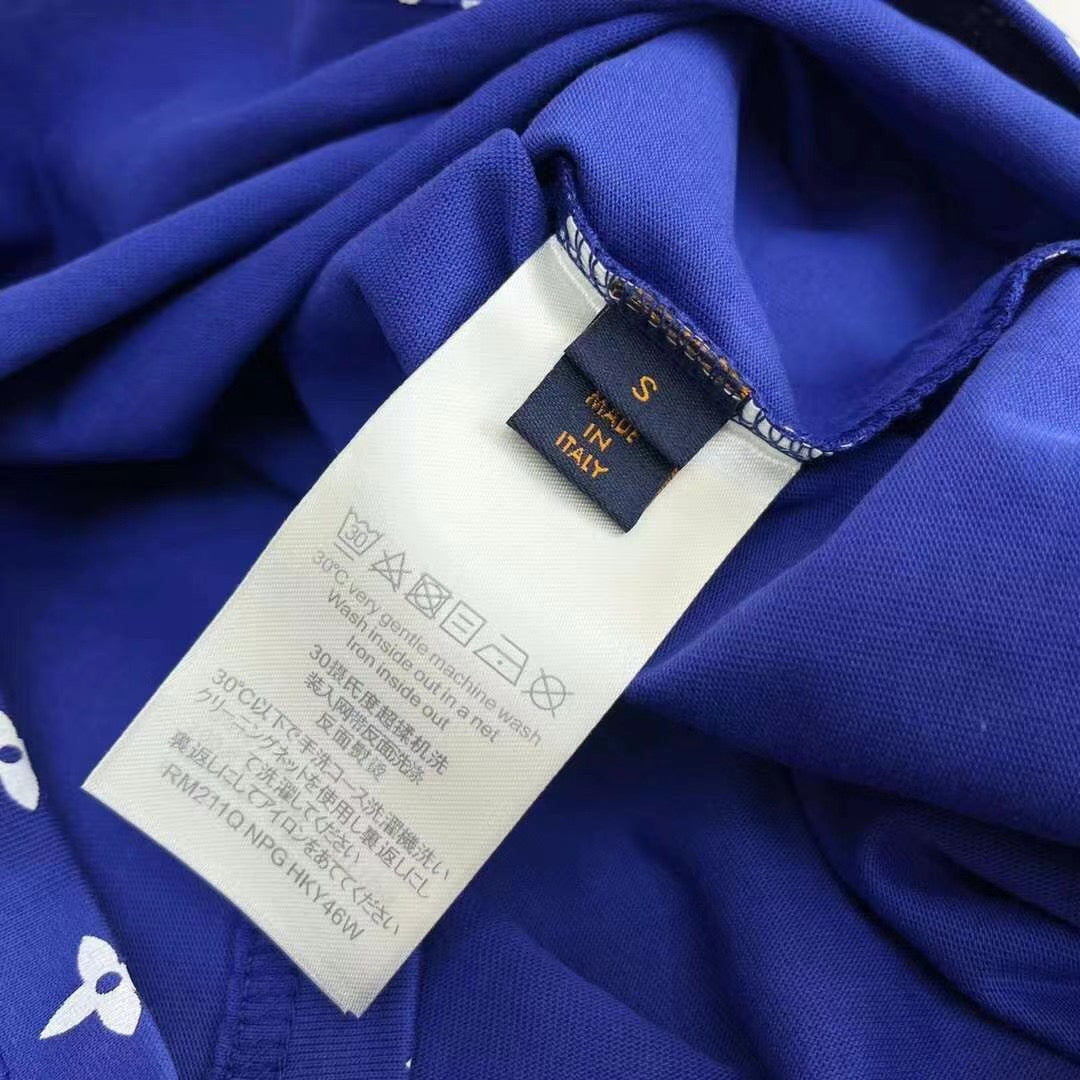 S
MADE
IN
ITALY
30
30°C very gentle machine wash
Wash inside out in a net
Iron inside out
30摄氏度超揉机洗
装入网带反面洗涤
反面熨烫
30°C以下で手洗コース洗濯機洗い
クリーニングネットを使用し裏返しにし
て洗濯してください
裏返しにしてアイロンをあててください
RM211Q NPG HKY46W